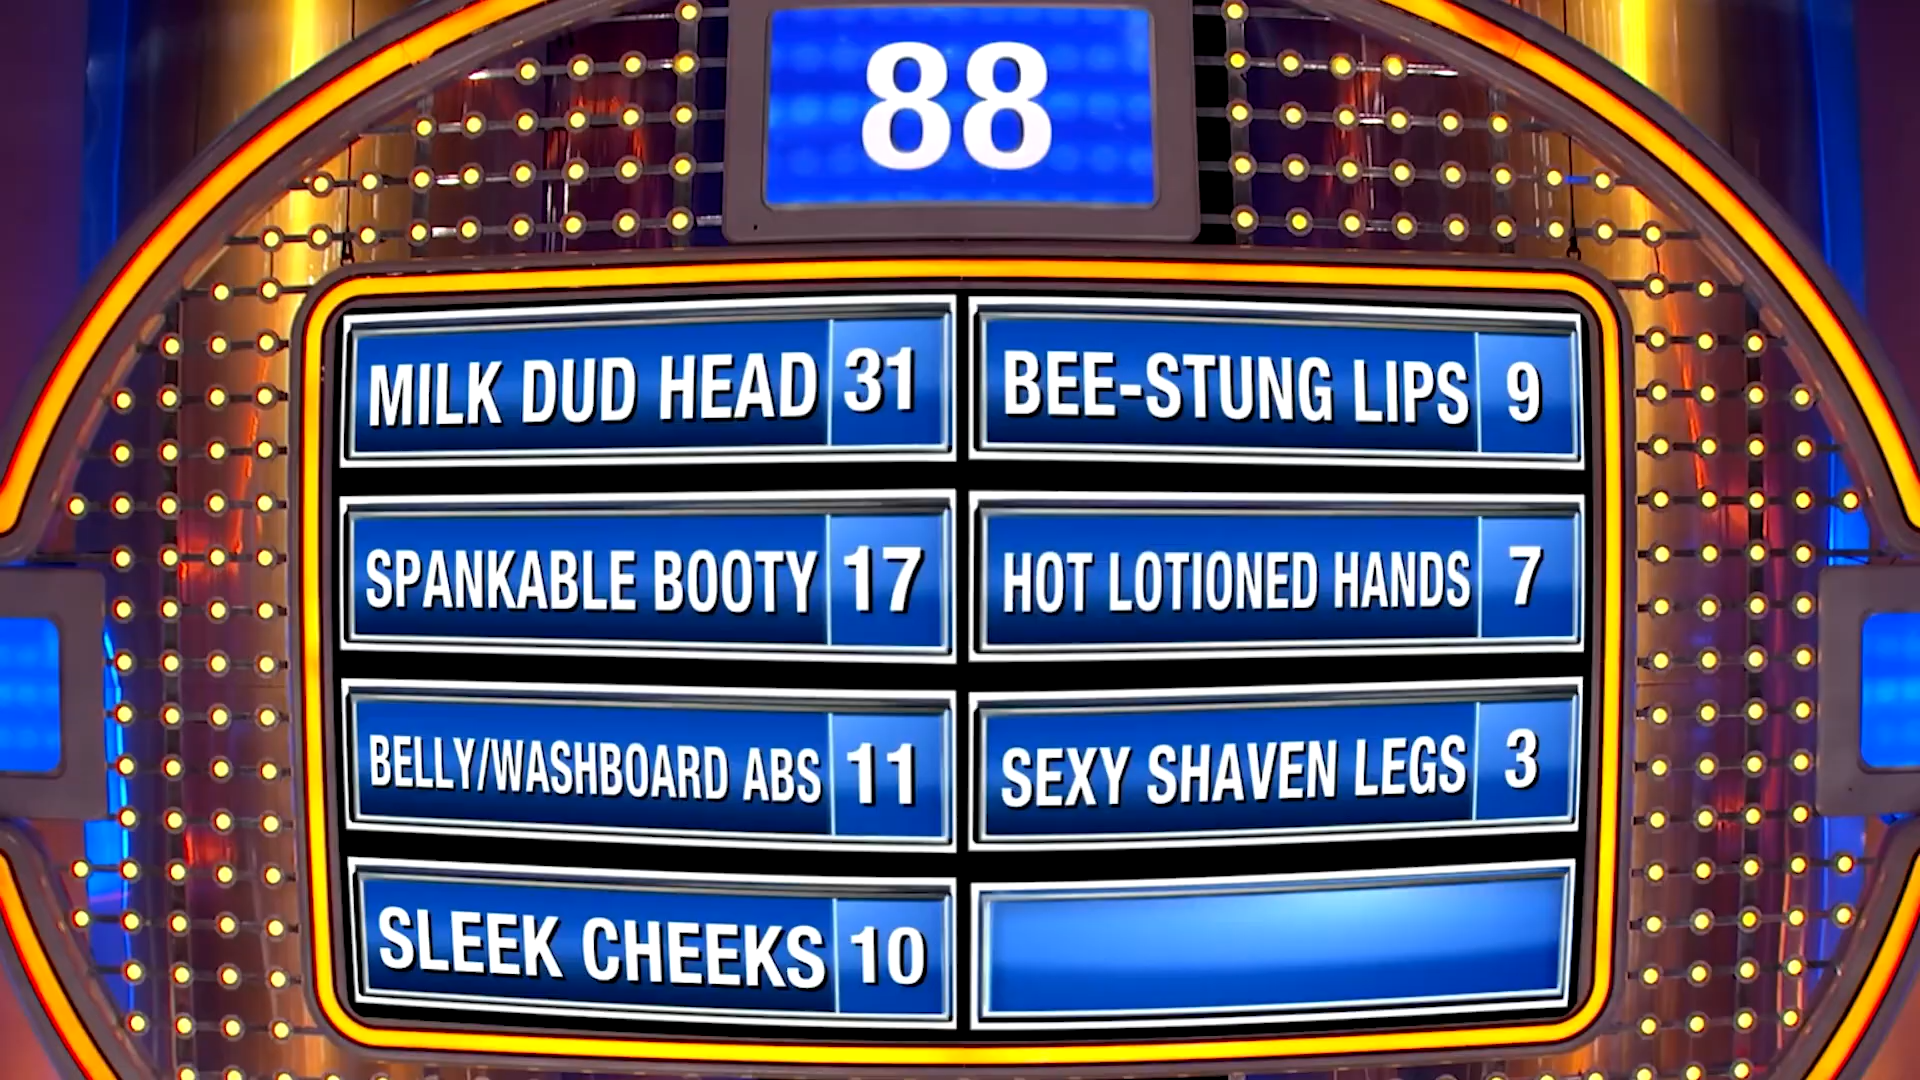 88
MILK DUD HEAD 31
SPANKABLE BOOTY 17
BELLY/WASHBOARD ABS 11
SLEEK CHEEKS 10
BEE-STUNG LIPS 9
HOT LOTIONED HANDS 7
SEXY SHAVEN LEGS 3